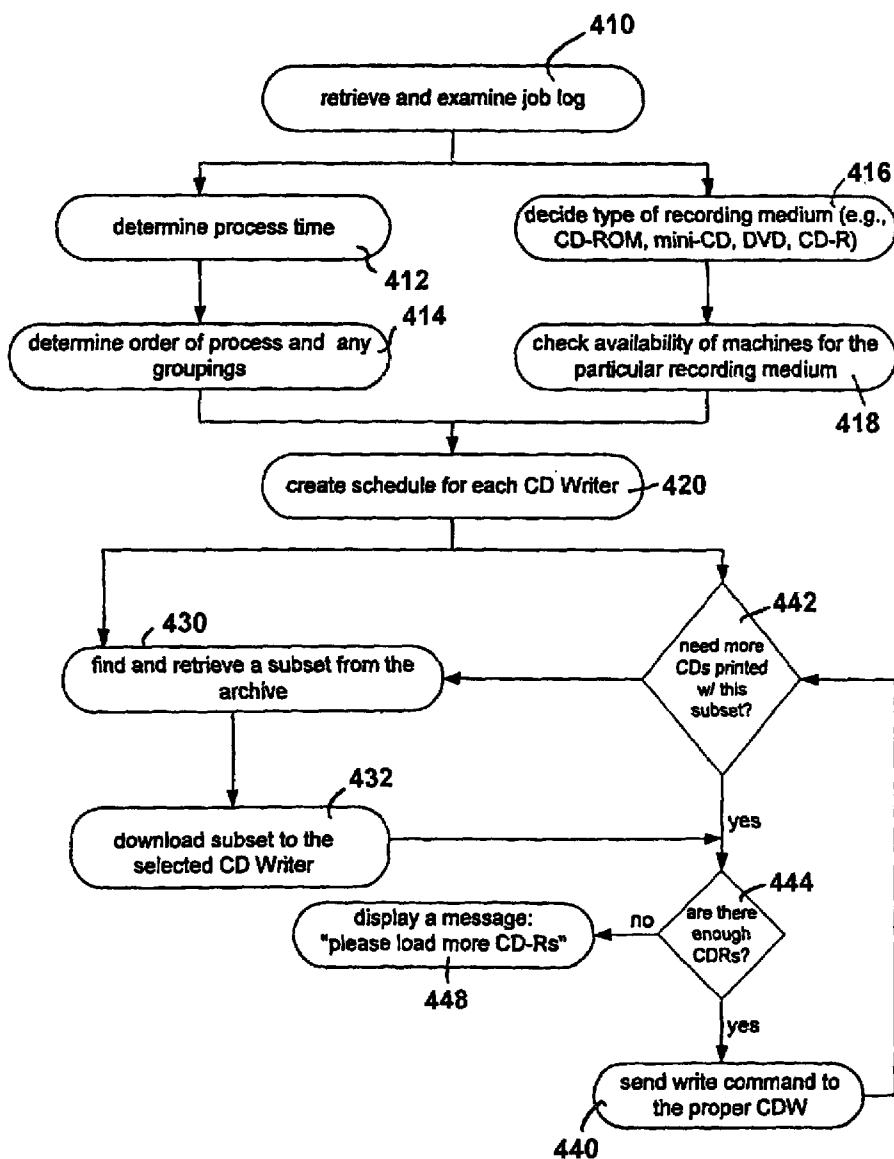 410
retrieve and examine job log
determine process time
412
416
decide type of recording medium (e.g.,
CD-ROM, mini-CD, DVD, CD-R)
determine order of process and any
groupings
414
check availability of machines for the
particular recording medium
418
create schedule for each CD Writer
420
430
find and retrieve a subset from the
archive
442
need more
CDs printed
w/ this
subset?
432
download subset to the
selected CD Writer
yes
444
are there
enough
CDRs?
no
display a message:
"please load more CD-Rs"
448
yes
send write command to
the proper CDW
440